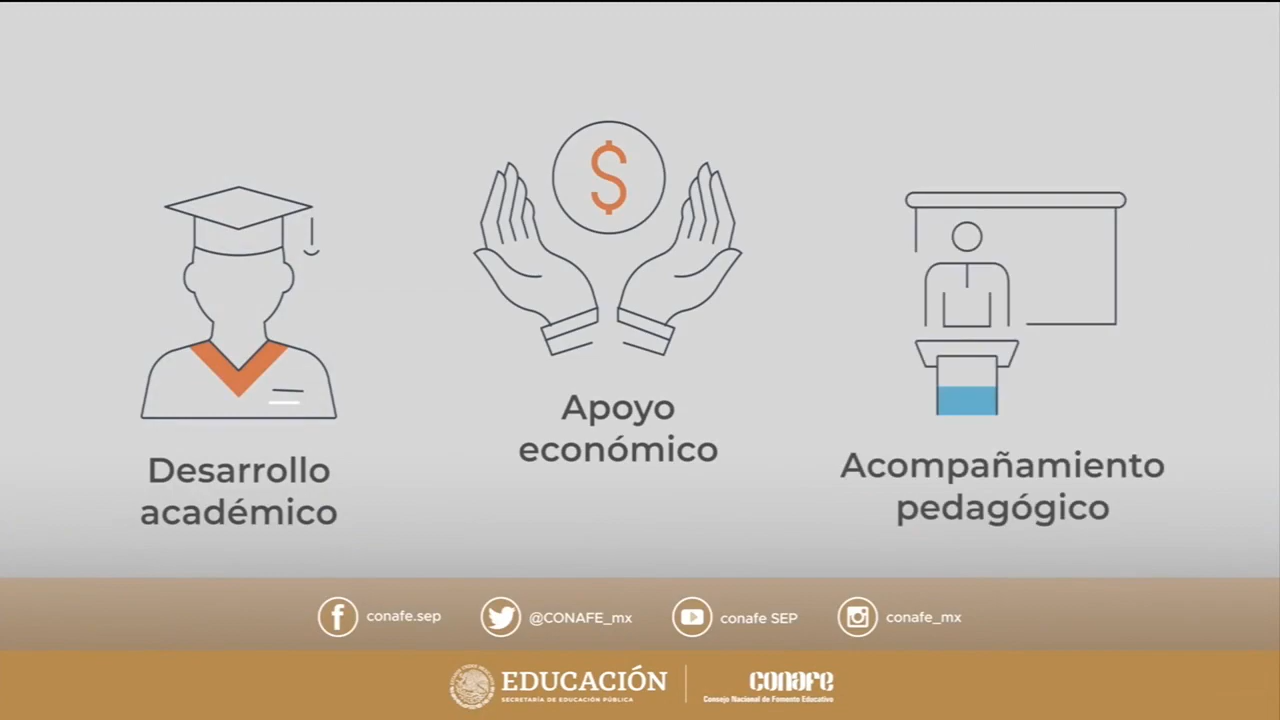 $
Desarrollo
académico
Apoyo
económico
Acompañamiento
pedagógico
conafe.sep
@CONAFE_mx
conafe SEP
conafe_mx
EDUCACIÓN
SECRETARÍA DE EDUCACIÓN PÚBLICA
conafe
Consejo Nacional de Fomento Educativo